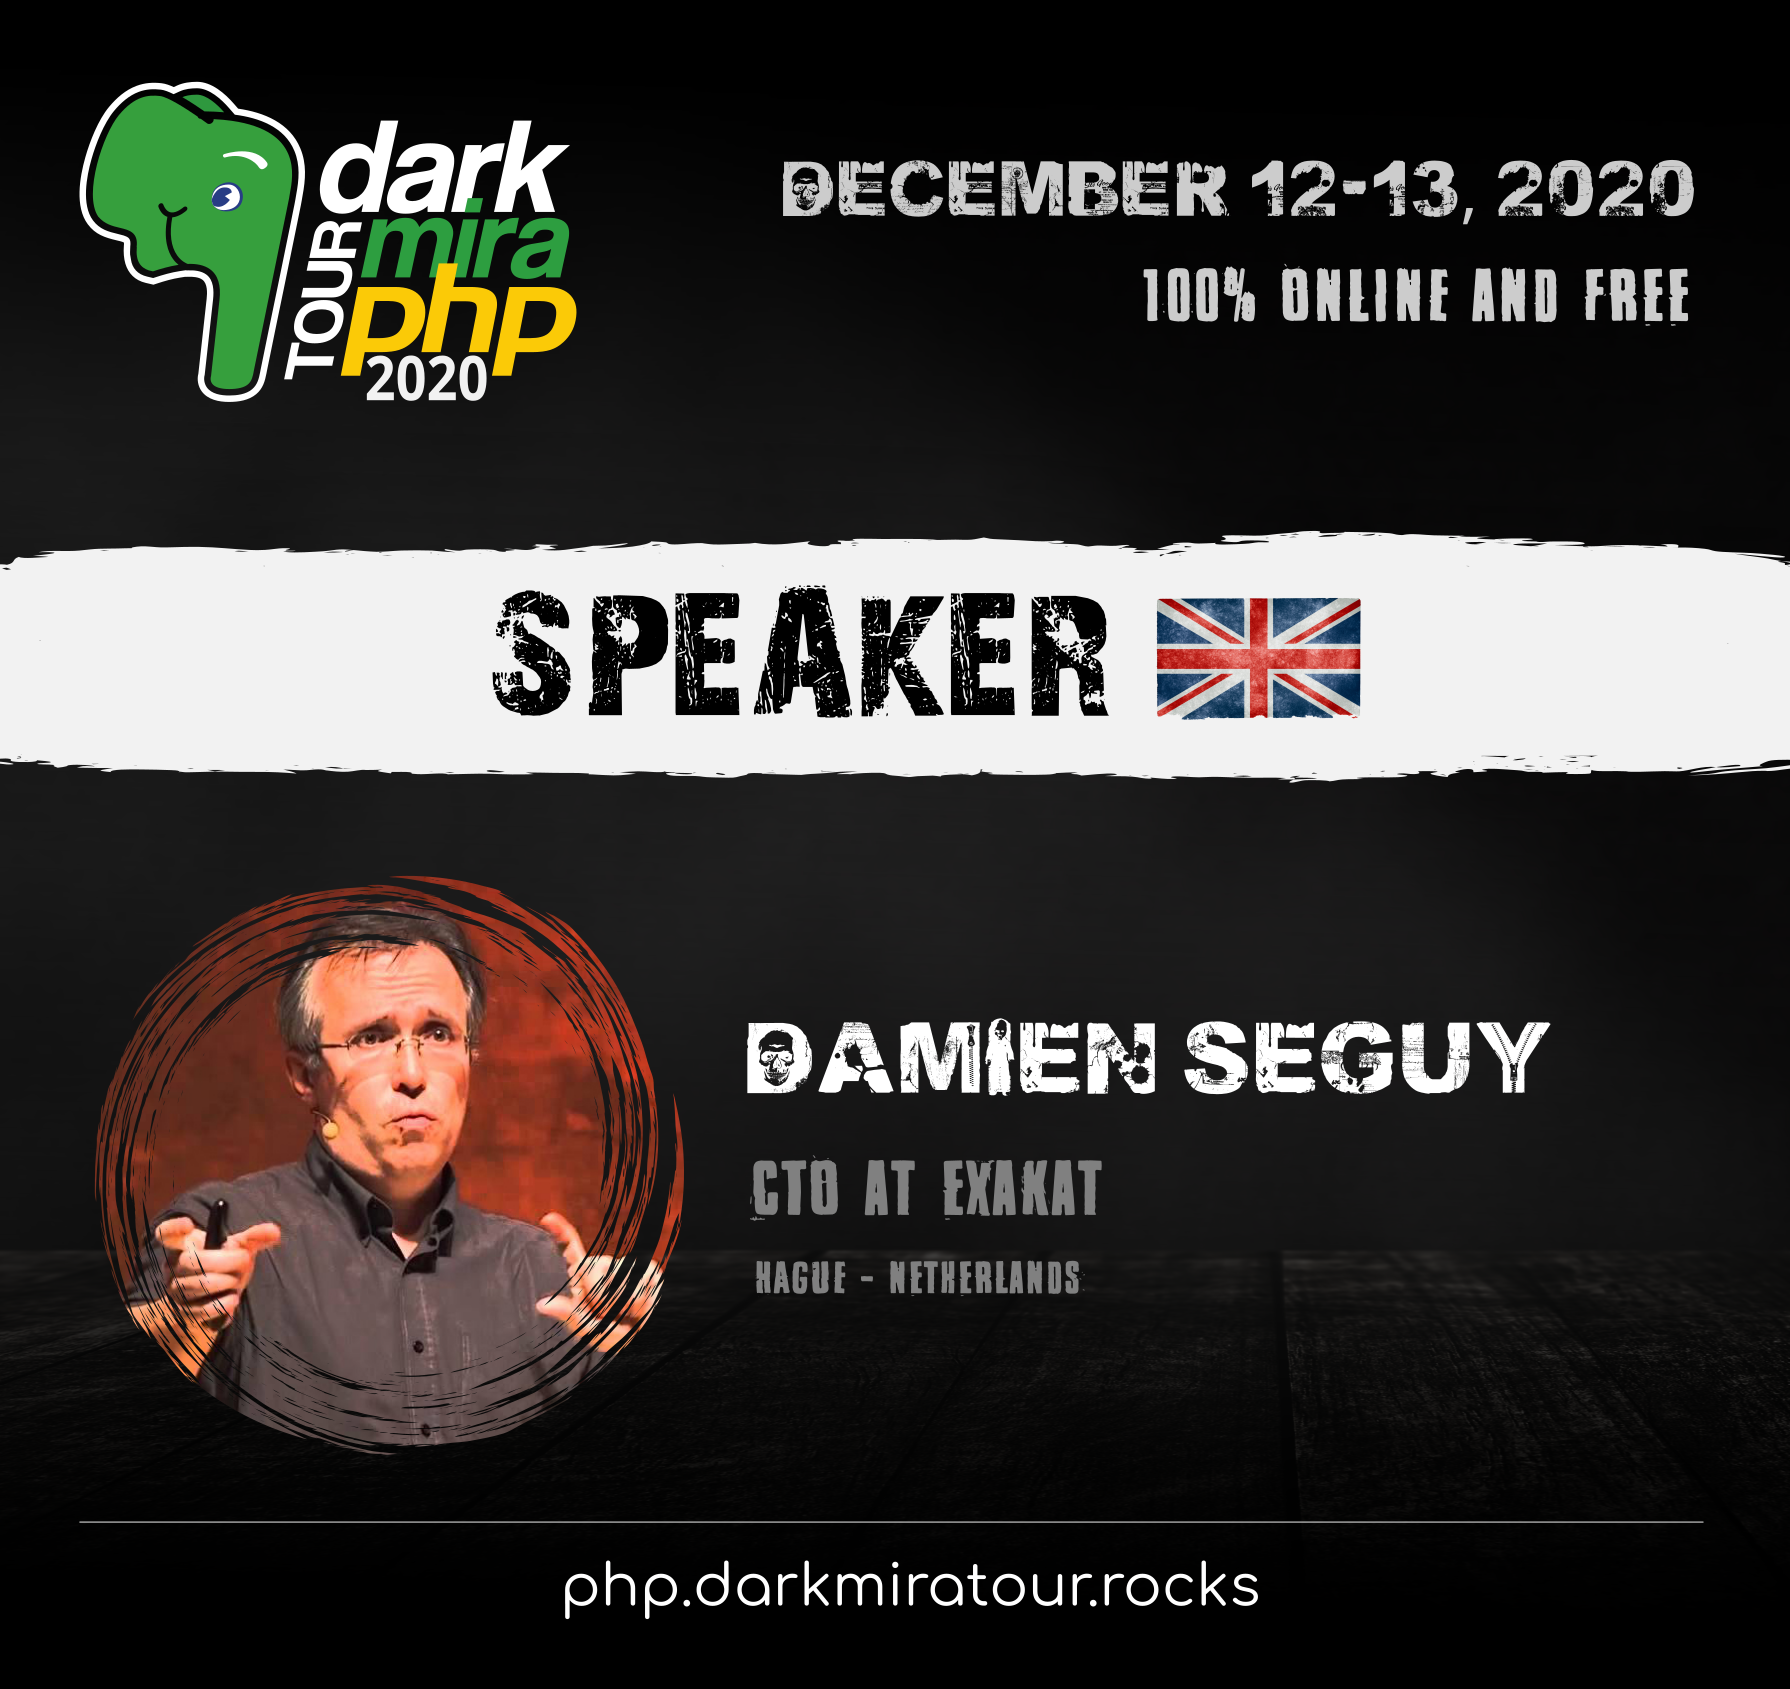 dark
mira
php
TOUR
2020
DECEMBER 12-13, 2020
100% ONLINE AND FREE
SPEAKER
DAMIEN SEGUY
CTO AT EXAKAT
HAGUE - NETHERLANDS
php.darkmiratour.rocks